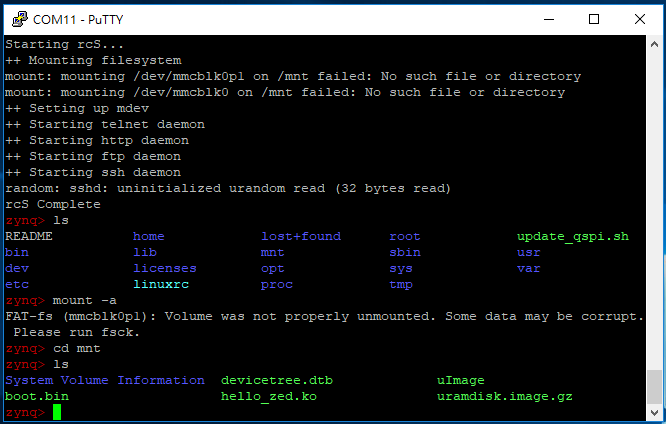 COM11 - PuTTY
Starting rcS...
++ Mounting filesystem
mount: mounting /dev/mmcblk0p1 on /mnt failed: No such file or directory
mount: mounting /dev/mmcblk0 on /mnt failed: No such file or directory
++ Setting up mdev
++ Starting telnet daemon
++ Starting http daemon
++ Starting ftp daemon
++ Starting ssh daemon
random: sshd: uninitialized urandom read (32 bytes read)
rcS Complete
zynq> ls
README home lost+found root update_qspi.sh
bin lib mnt sbin usr
dev licenses opt sys var
etc linuxrc proc tmp
zynq> mount -a
FAT-fs (mmcblk0p1): Volume was not properly unmounted. Some data may be corrupt.
Please run fsck.
zynq> cd mnt
zynq> ls
System Volume Information devicetree.dtb uImage
boot.bin hello_zed.ko uramdisk.image.gz
zynq>